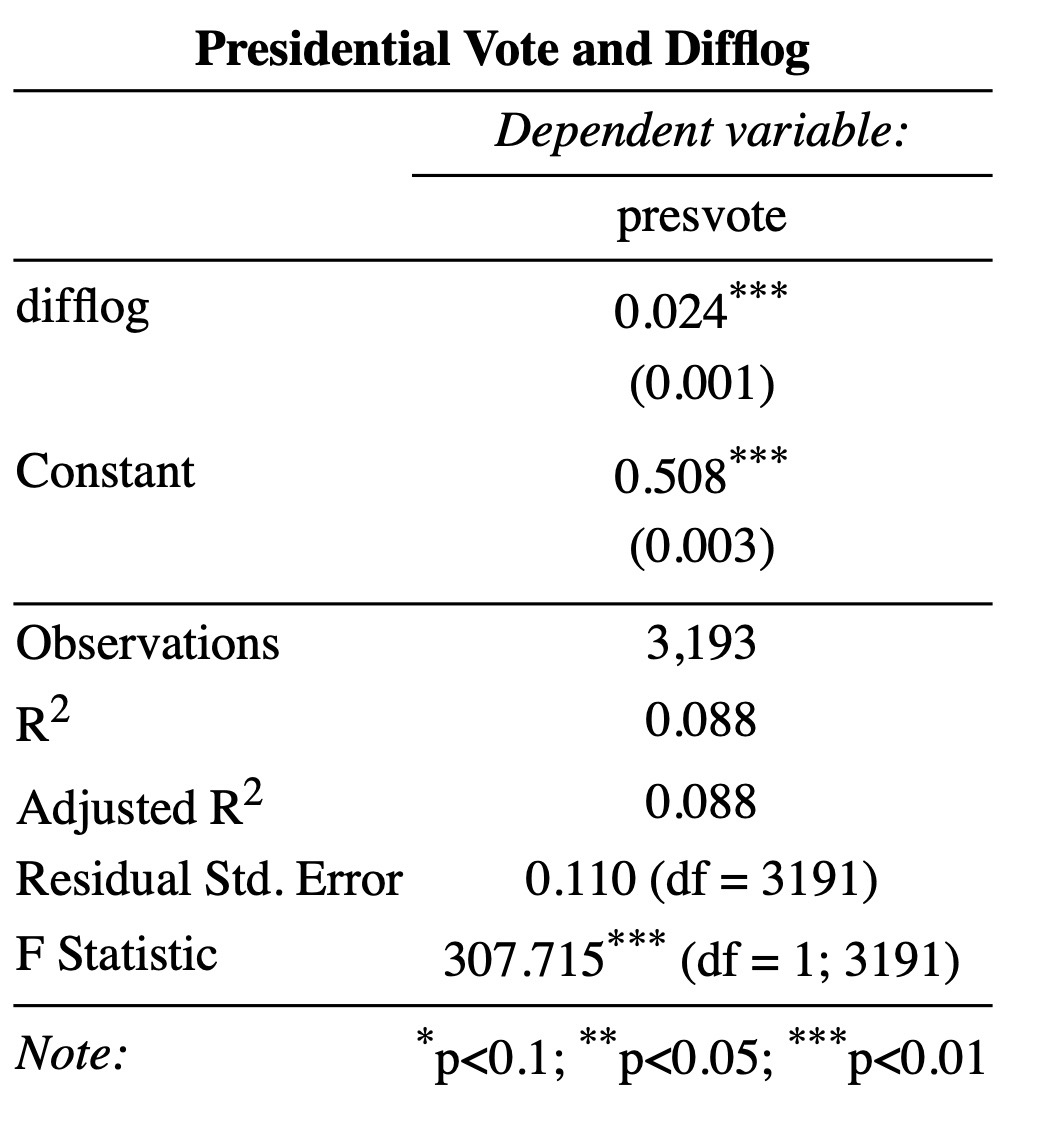 Presidential Vote and Difflog
Dependent variable:
presvote
difflog 0.024***
(0.001)
Constant 0.508***
(0.003)
Observations 3,193
R² 0.088
Adjusted R² 0.088
Residual Std. Error 0.110 (df = 3191)
F Statistic 307.715*** (df = 1; 3191)
Note: *p<0.1; **p<0.05; ***p<0.01